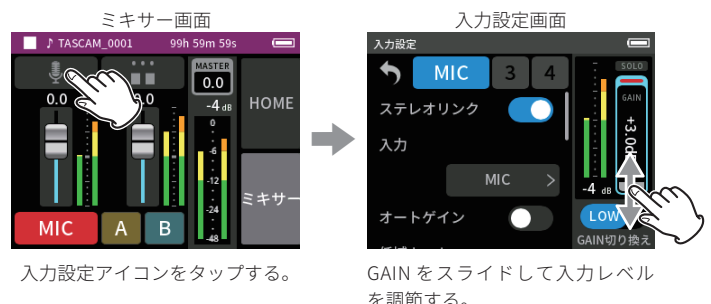 ミキサー画面
TASCAM_0001 99h 59m 59s
MASTER
0.0 0.0 0.0
-4 dB
0
-6
-12
-24
-48
HOME
ミキサー
MIC A B
入力設定アイコンをタップする。
入力設定画面
入力設定
MIC 3 4
ステレオリンク
入力
MIC >
オートゲイン
SOLO
GAIN
+3.0d
-4 dB
LOW
GAIN切り換え
GAIN をスライドして入力レベル
を調節する。